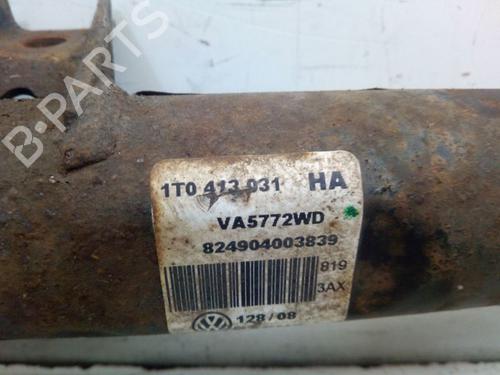 B-PARTS
1T0 413 031 HA
VA5772WD
824904003839
819
3AX
128/08